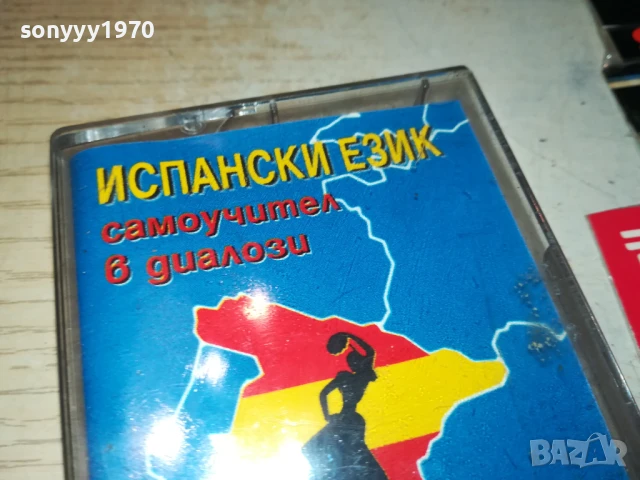 sonyyy1970
ИСПАНСКИ ЕЗИК
самоучител
в диалози
BAZAR